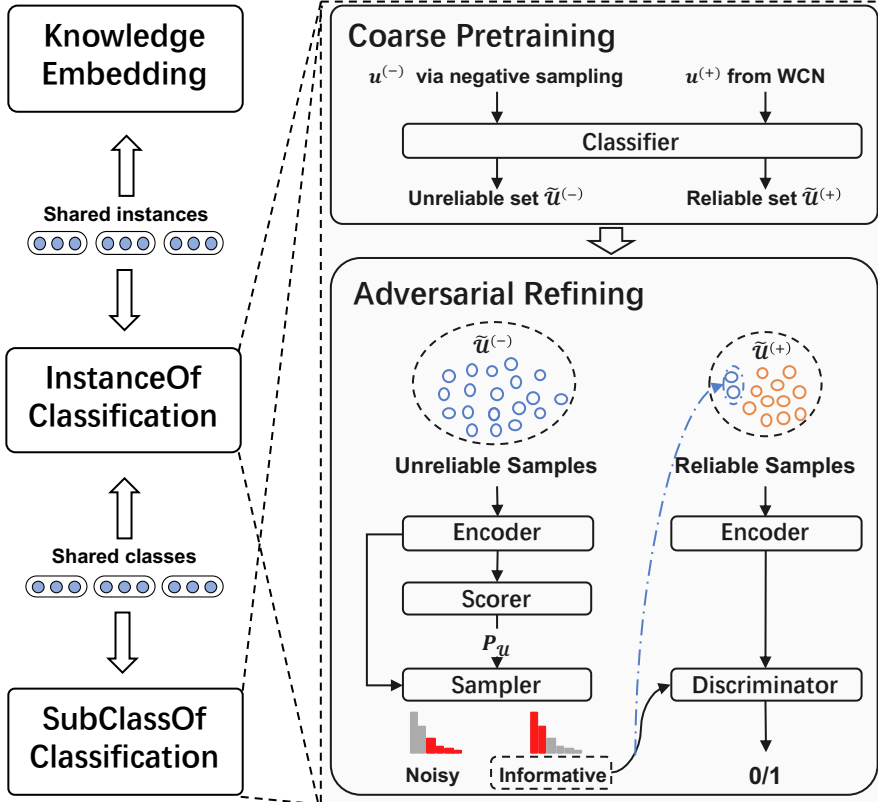 Knowledge
Embedding
Shared instances
InstanceOf
Classification
Shared classes
SubClassOf
Classification
Coarse Pretraining
u⁽⁻⁾ via negative sampling
u⁽⁺⁾ from WCN
Classifier
Unreliable set Ũ⁽⁻⁾
Reliable set Ũ⁽⁺⁾
Adversarial Refining
Ũ⁽⁻⁾
Ũ⁽⁺⁾
Unreliable Samples
Reliable Samples
Encoder
Encoder
Scorer
P_U
Sampler
Discriminator
Noisy
Informative
0/1